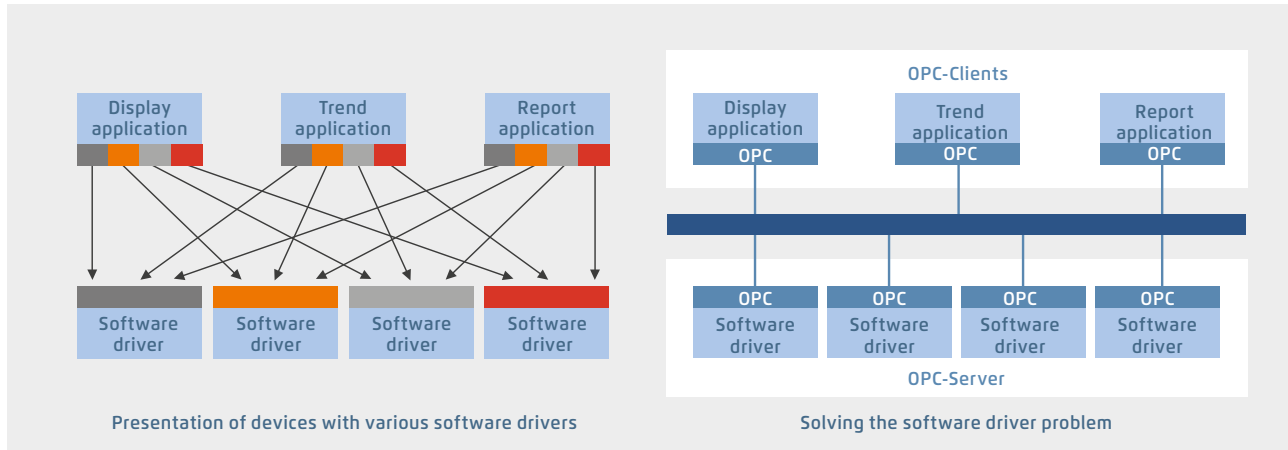 Display
application
Trend
application
Report
application
Software
driver
Software
driver
Software
driver
Software
driver
Presentation of devices with various software drivers
OPC-Clients
Display
application
OPC
Trend
application
OPC
Report
application
OPC
OPC
Software
driver
OPC
Software
driver
OPC
Software
driver
OPC
Software
driver
OPC-Server
Solving the software driver problem